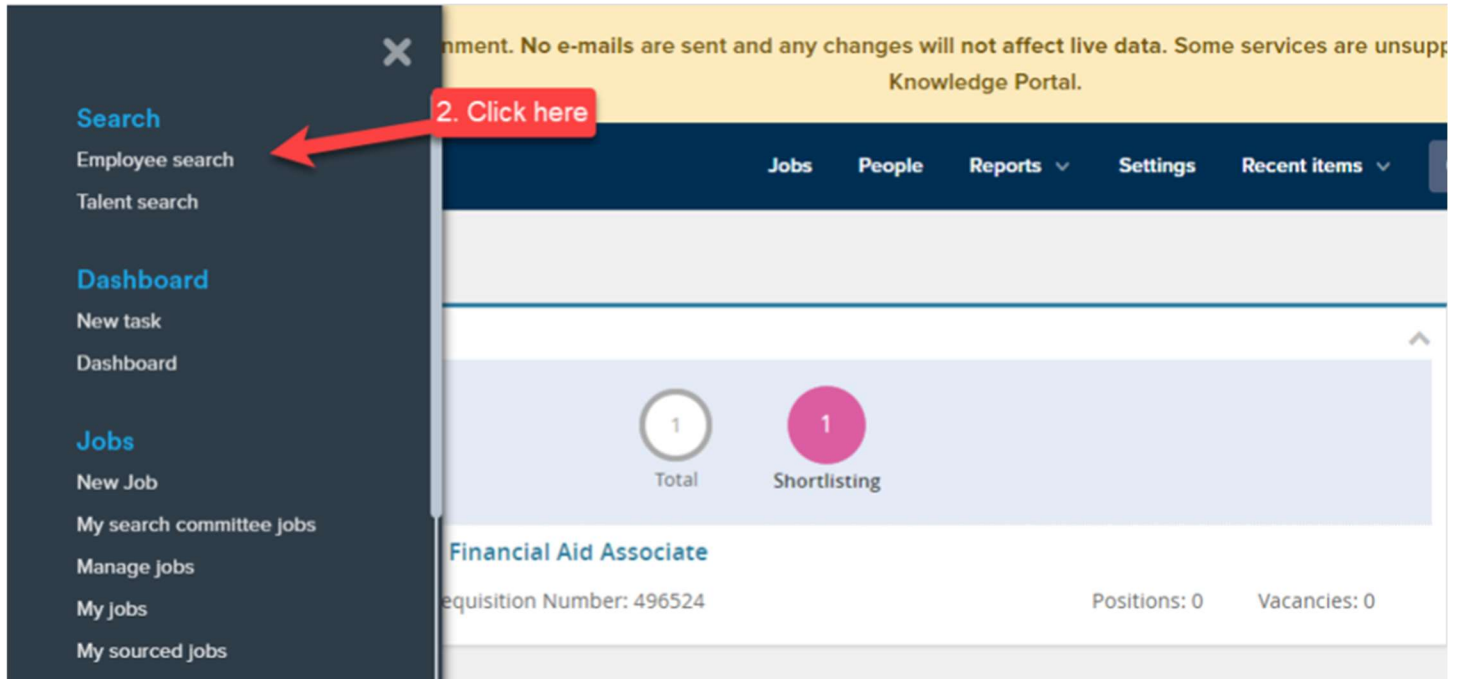 nment. No e-mails are sent and any changes will not affect live data. Some services are unsupp
Knowledge Portal.
2. Click here
Search
Employee search
Talent search
Dashboard
New task
Dashboard
Jobs
New Job
My search committee jobs
Manage jobs
My jobs
My sourced jobs
Jobs People Reports Settings Recent items
1
Total
1
Shortlisting
Financial Aid Associate
equisition Number: 496524 Positions: 0 Vacancies: 0